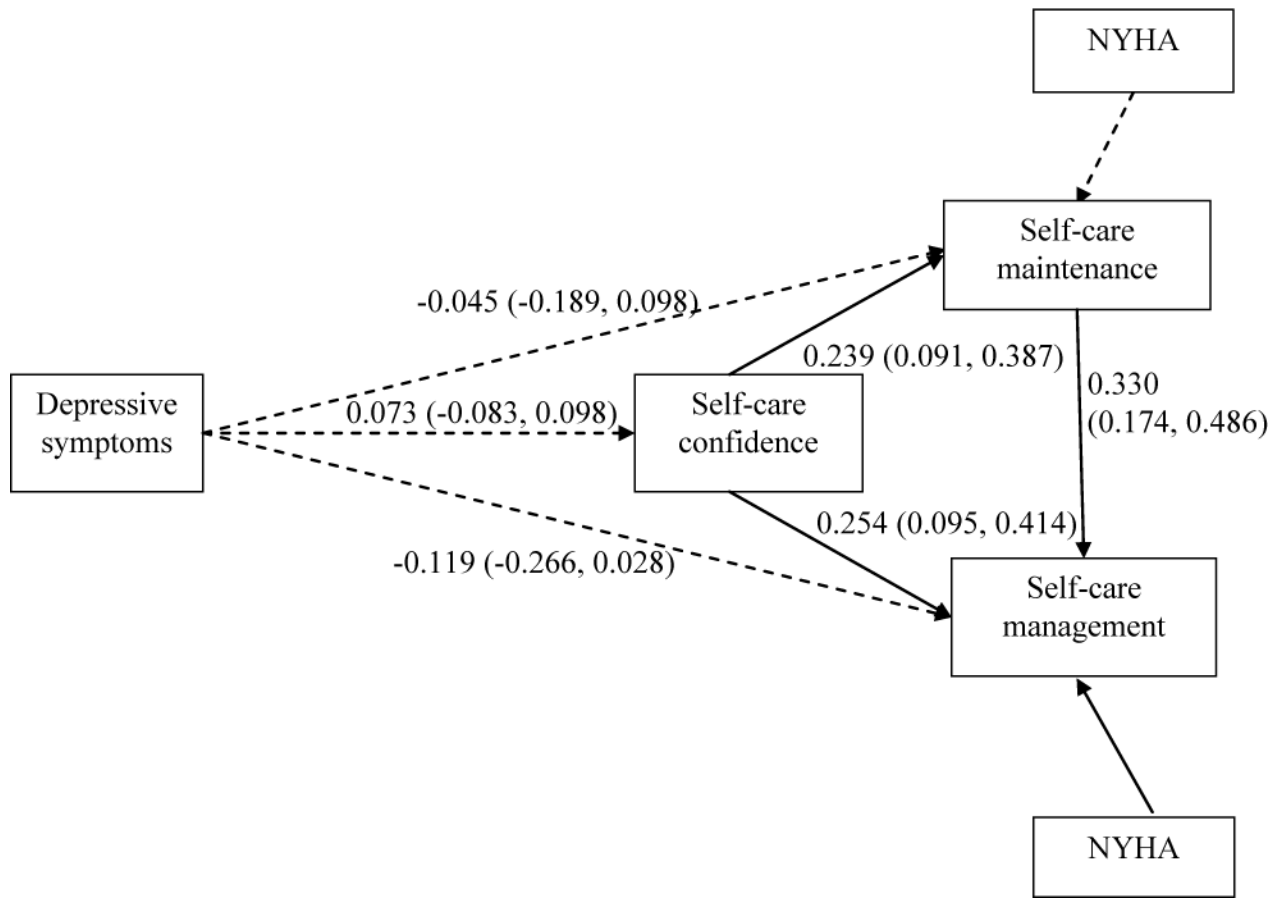 NYHA
Self-care
maintenance
-0.045 (-0.189, 0.098)
0.239 (0.091, 0.387)
0.330
(0.174, 0.486)
Depressive
symptoms
0.073 (-0.083, 0.098)
Self-care
confidence
0.254 (0.095, 0.414)
-0.119 (-0.266, 0.028)
Self-care
management
NYHA